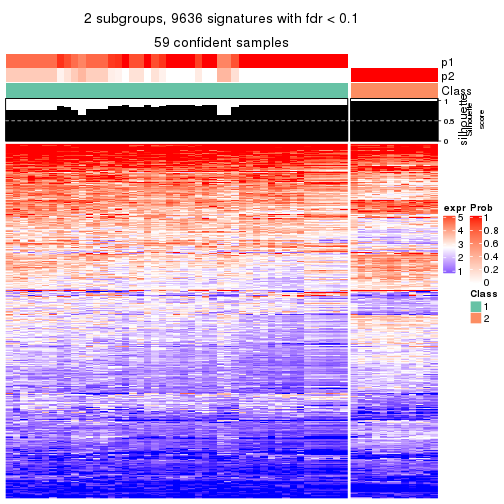 2 subgroups, 9636 signatures with fdr < 0.1
59 confident samples
p1
p2
Class
1
0.5
0
silhouette
silhouette
score
expr
5
4
3
2
1
Prob
1
0.8
0.6
0.4
0.2
0
Class
1
2